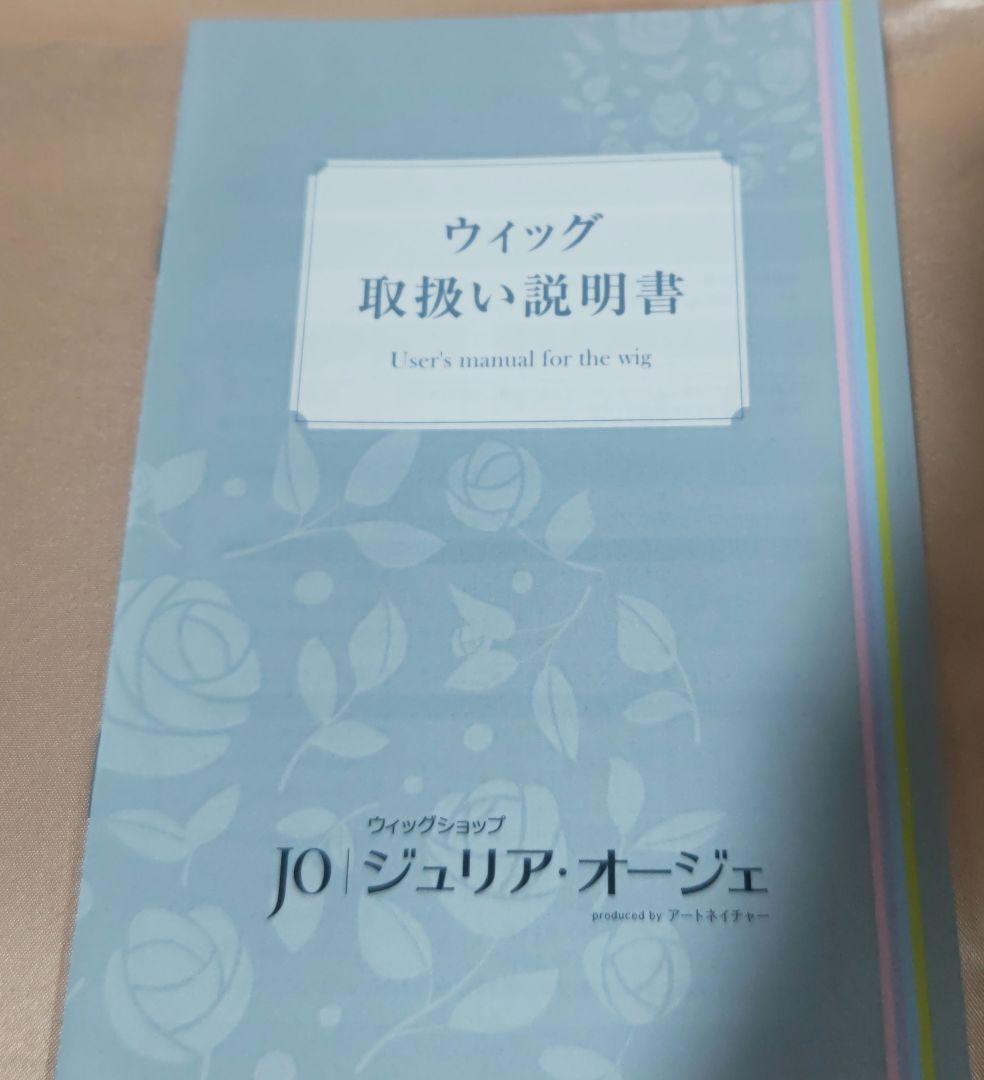 ウィッグ
取扱い説明書
User's manual for the wig
ウィッグショップ
JO|ジュリア・オージェ
produced by アートネイチャー